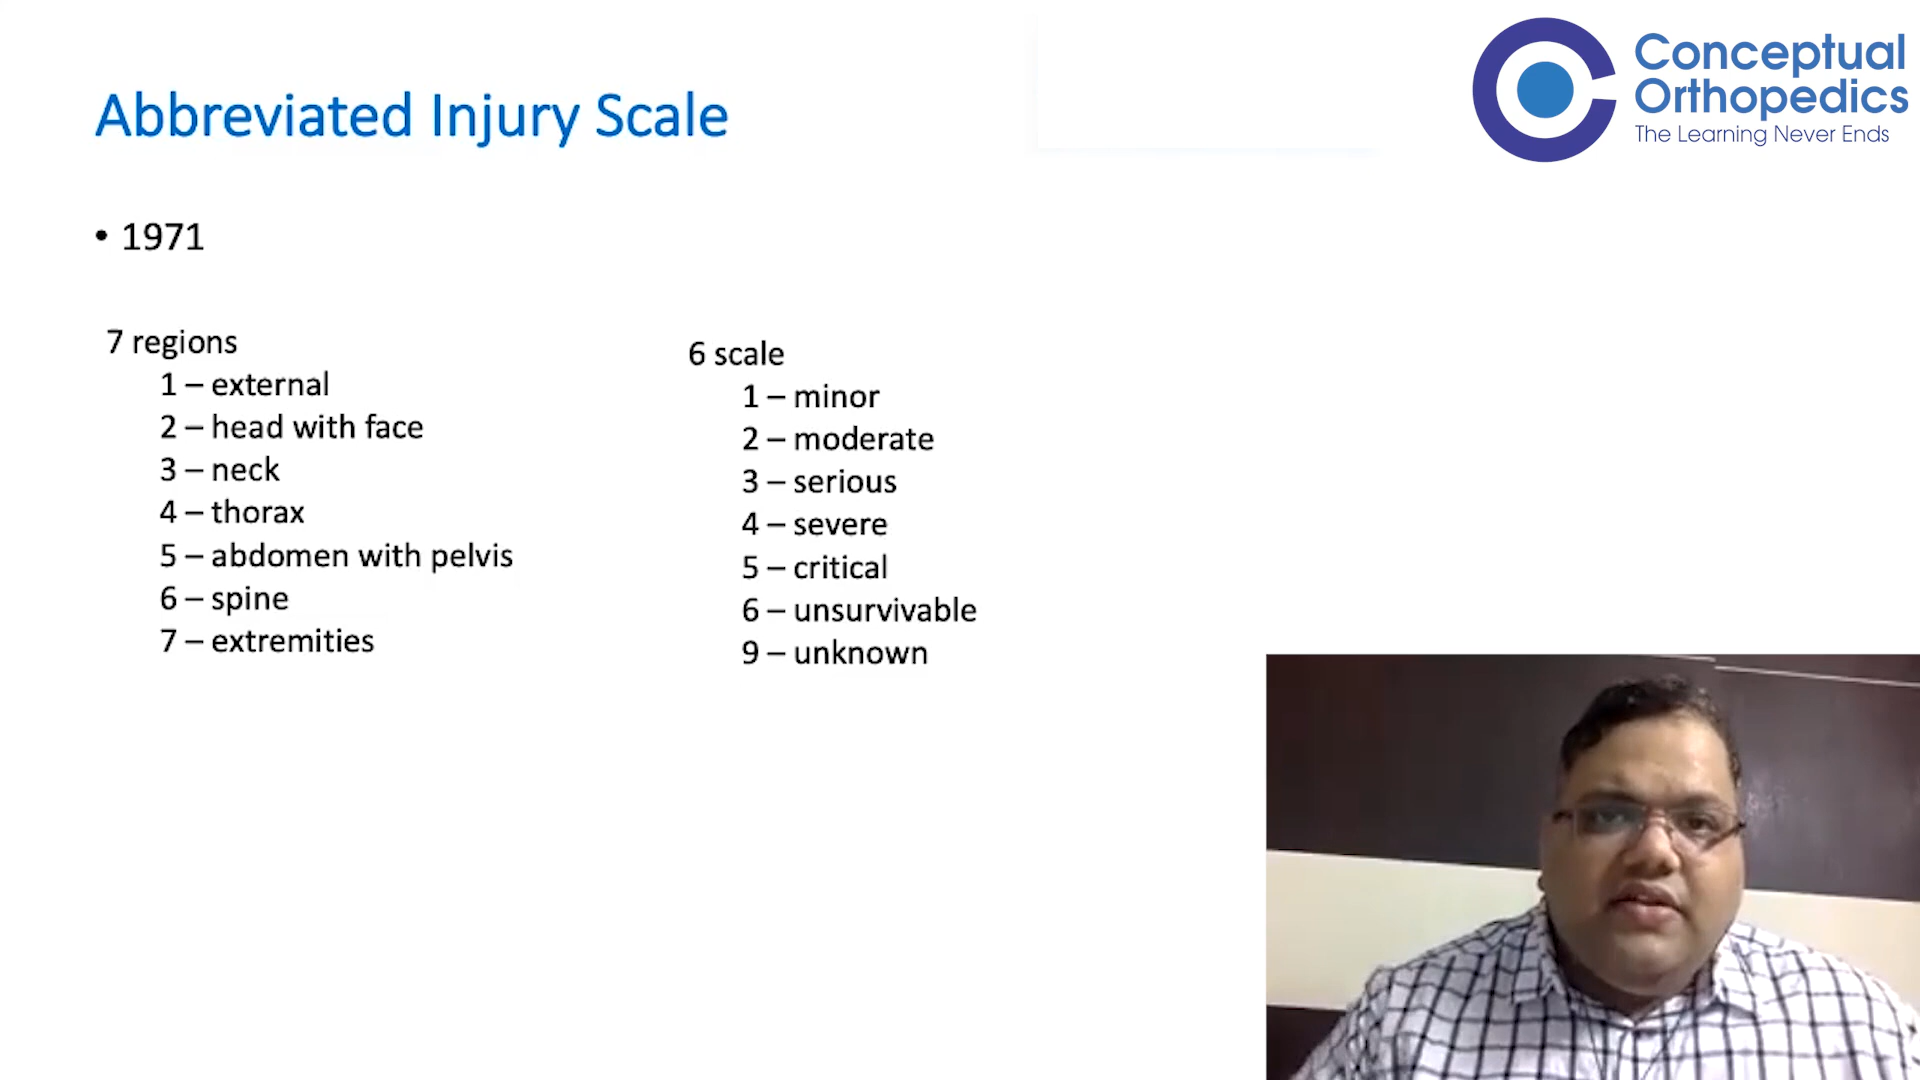 Conceptual
Orthopedics
The Learning Never Ends
Abbreviated Injury Scale
• 1971
7 regions
1 – external
2 – head with face
3 – neck
4 – thorax
5 – abdomen with pelvis
6 – spine
7 – extremities
6 scale
1 – minor
2 – moderate
3 – serious
4 – severe
5 – critical
6 – unsurvivable
9 – unknown